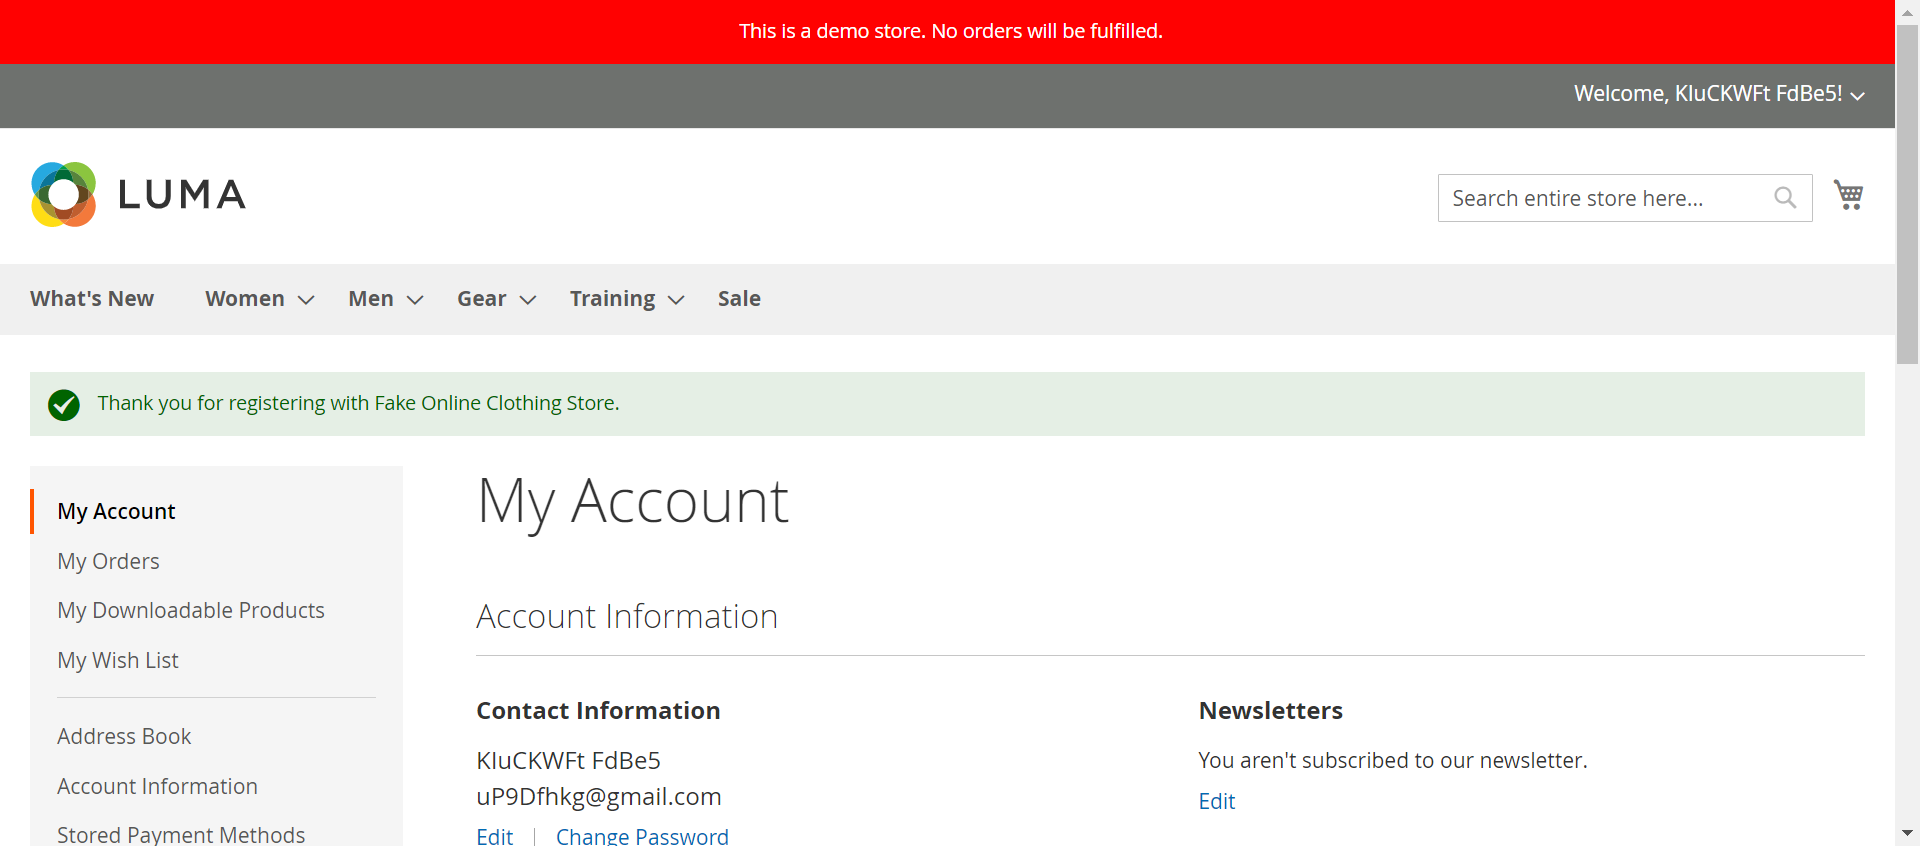 This is a demo store. No orders will be fulfilled.
Welcome, KluCKWFt FdBe5!
LUMA
Search entire store here...
What's New Women Men Gear Training Sale
Thank you for registering with Fake Online Clothing Store.
My Account
My Orders
My Downloadable Products
My Wish List
Address Book
Account Information
Stored Payment Methods
My Account
Account Information
Contact Information
KluCKWFt FdBe5
uP9Dfhkg@gmail.com
Edit | Change Password
Newsletters
You aren't subscribed to our newsletter.
Edit